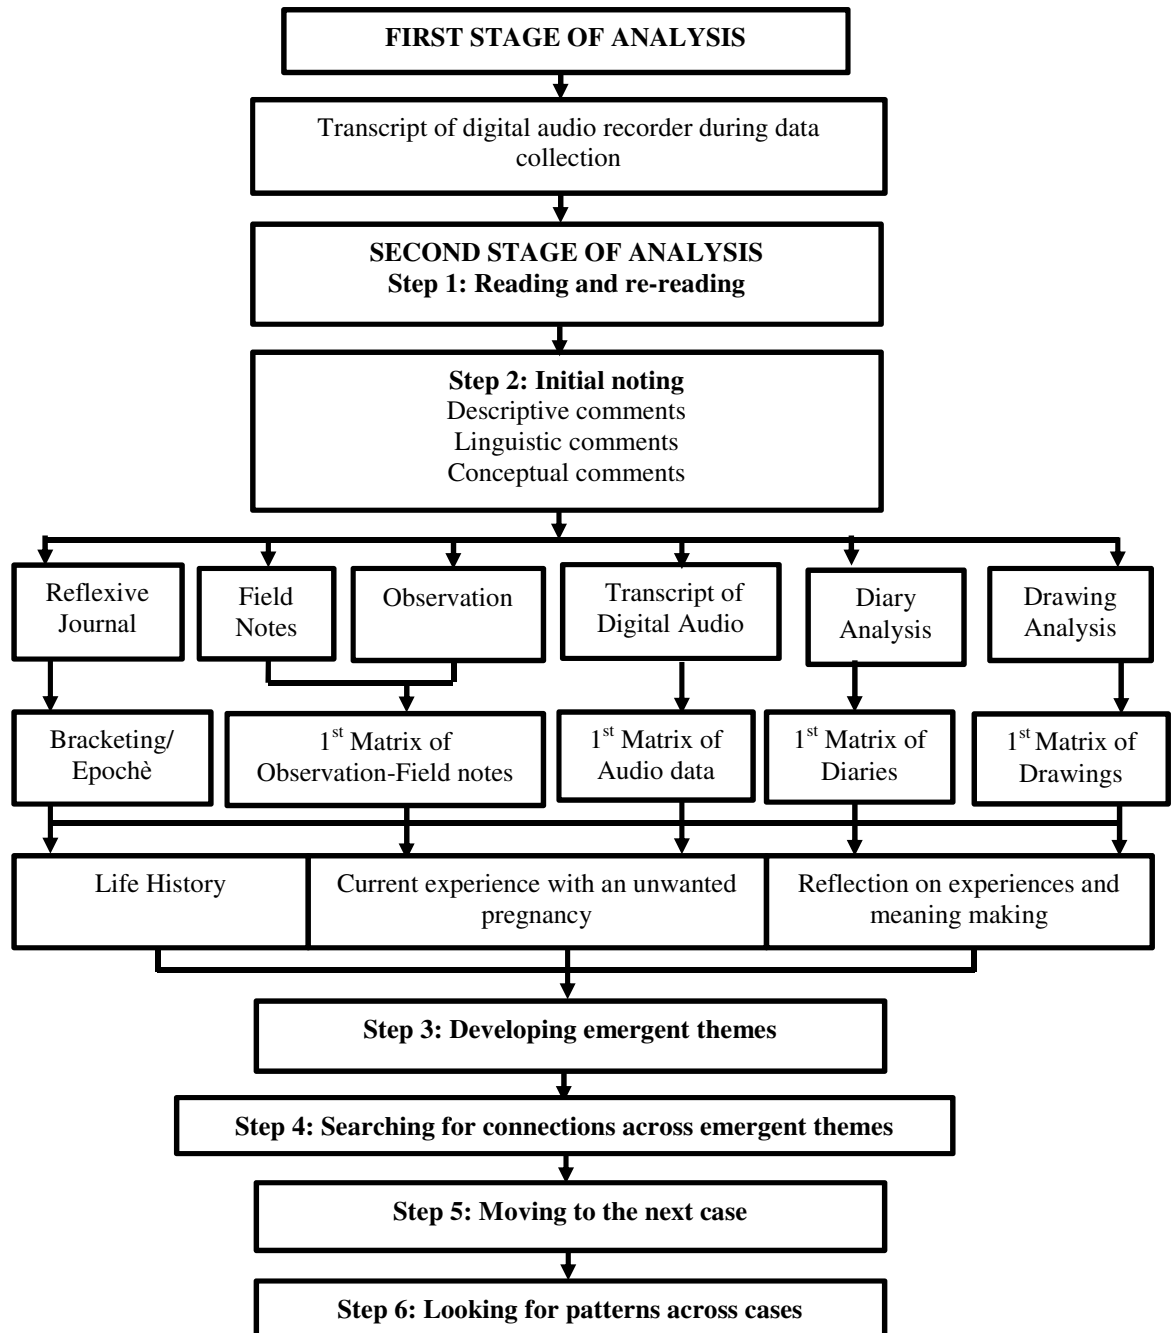 FIRST STAGE OF ANALYSIS
Transcript of digital audio recorder during data
collection
SECOND STAGE OF ANALYSIS
Step 1: Reading and re-reading
Step 2: Initial noting
Descriptive comments
Linguistic comments
Conceptual comments
Reflexive
Journal
Field
Notes
Observation
Transcript of
Digital Audio
Diary
Analysis
Drawing
Analysis
Bracketing/
Epochè
1st Matrix of
Observation-Field notes
1st Matrix of
Audio data
1st Matrix of
Diaries
1st Matrix of
Drawings
Life History
Current experience with an unwanted
pregnancy
Reflection on experiences and
meaning making
Step 3: Developing emergent themes
Step 4: Searching for connections across emergent themes
Step 5: Moving to the next case
Step 6: Looking for patterns across cases